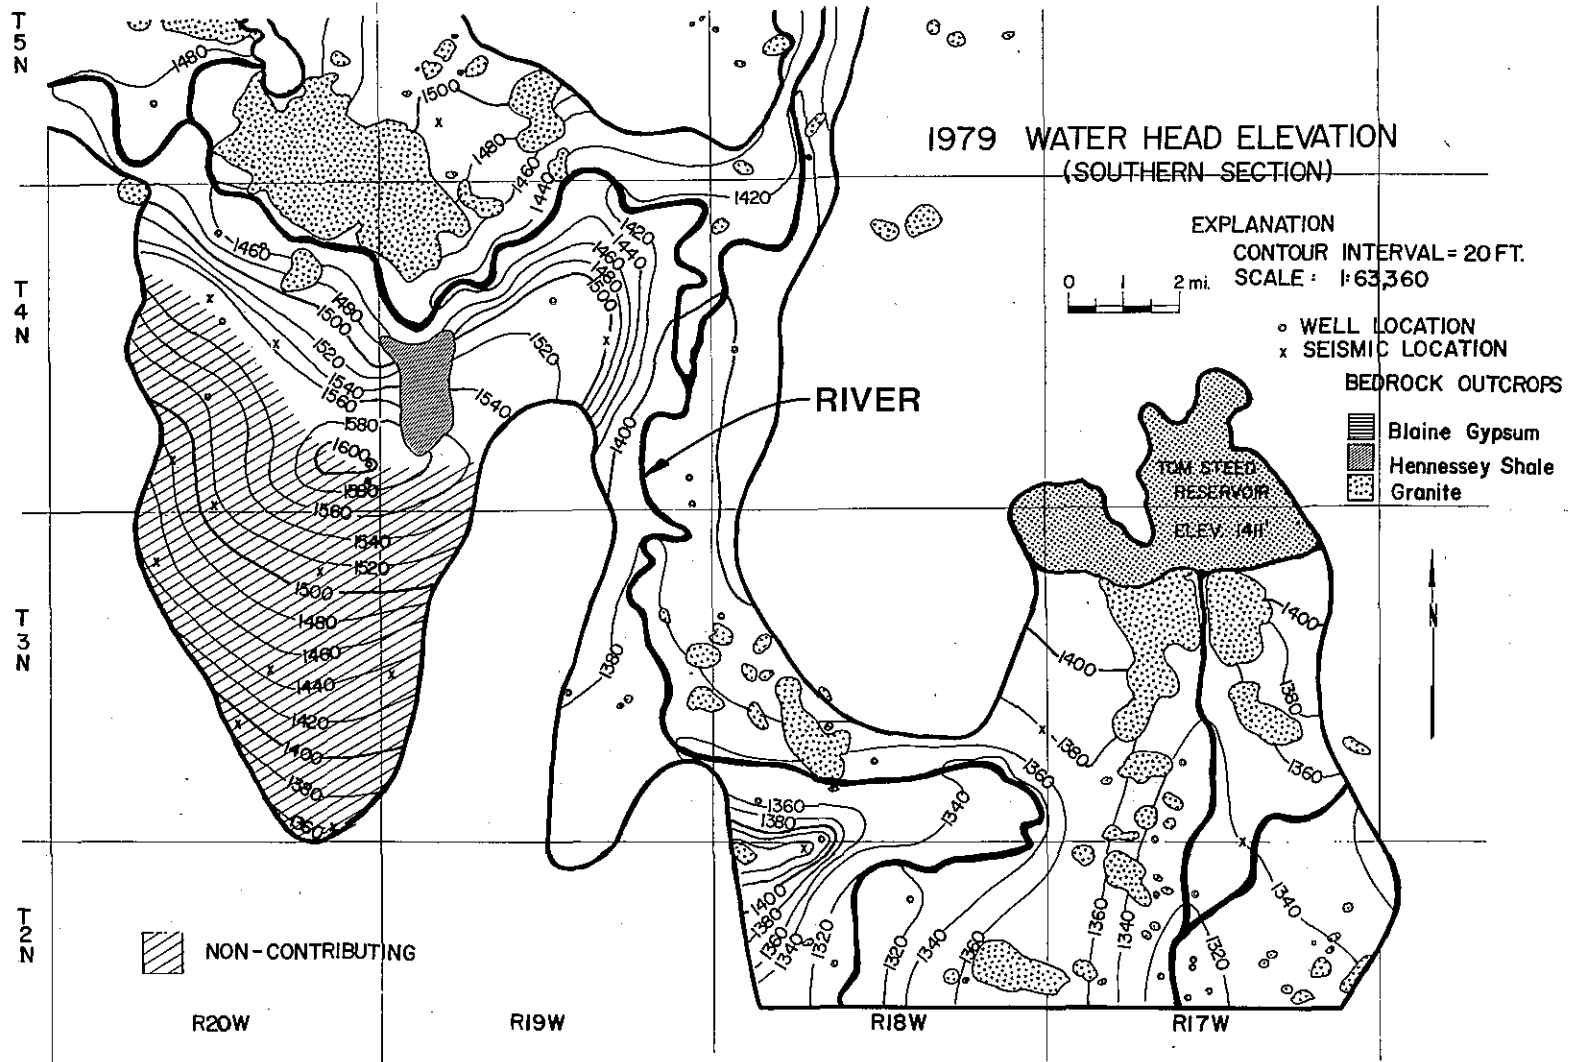 T
5
N
1480
1500
1480
1460
1440
1420
1979 WATER HEAD ELEVATION
(SOUTHERN SECTION)
EXPLANATION
CONTOUR INTERVAL = 20 FT.
SCALE : 1:63,360
0 1 2 mi.
o WELL LOCATION
x SEISMIC LOCATION
BEDROCK OUTCROPS
Blaine Gypsum
Hennessey Shale
Granite
T
4
N
1460
1480
1500
1520
1540
1560
1580
1600
1580
1560
1540
1520
1500
1480
1460
1440
1420
1400
1380
1360
1420
1440
1460
1480
1500
1520
1540
1400
RIVER
TOM STEED
RESERVOIR
ELEV. 1411'
N
T
3
N
1380
1400
1380
1360
1340
1400
1380
1360
1360
1380
1400
1380
1360
1340
1320
1320
1340
1360
1360
1340
1340
1320
T
2
N
NON-CONTRIBUTING
R20W
R19W
R18W
R17W